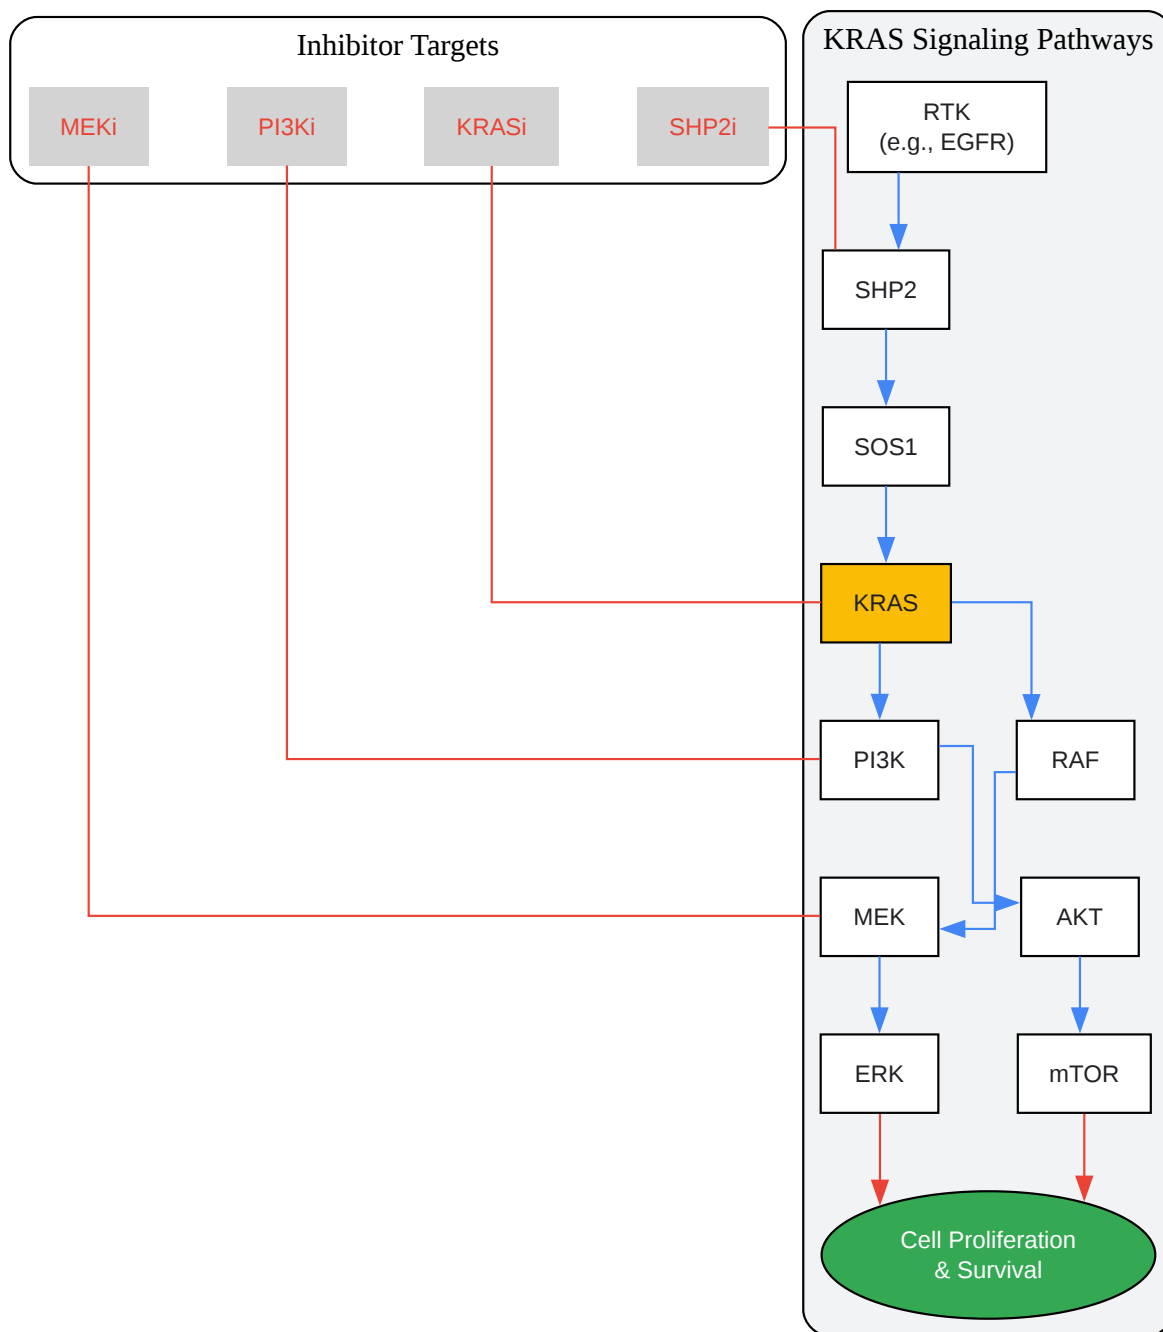 Inhibitor Targets
MEKi
PI3Ki
KRASi
SHP2i
KRAS Signaling Pathways
RTK
(e.g., EGFR)
SHP2
SOS1
KRAS
PI3K
RAF
MEK
AKT
ERK
mTOR
Cell Proliferation
& Survival